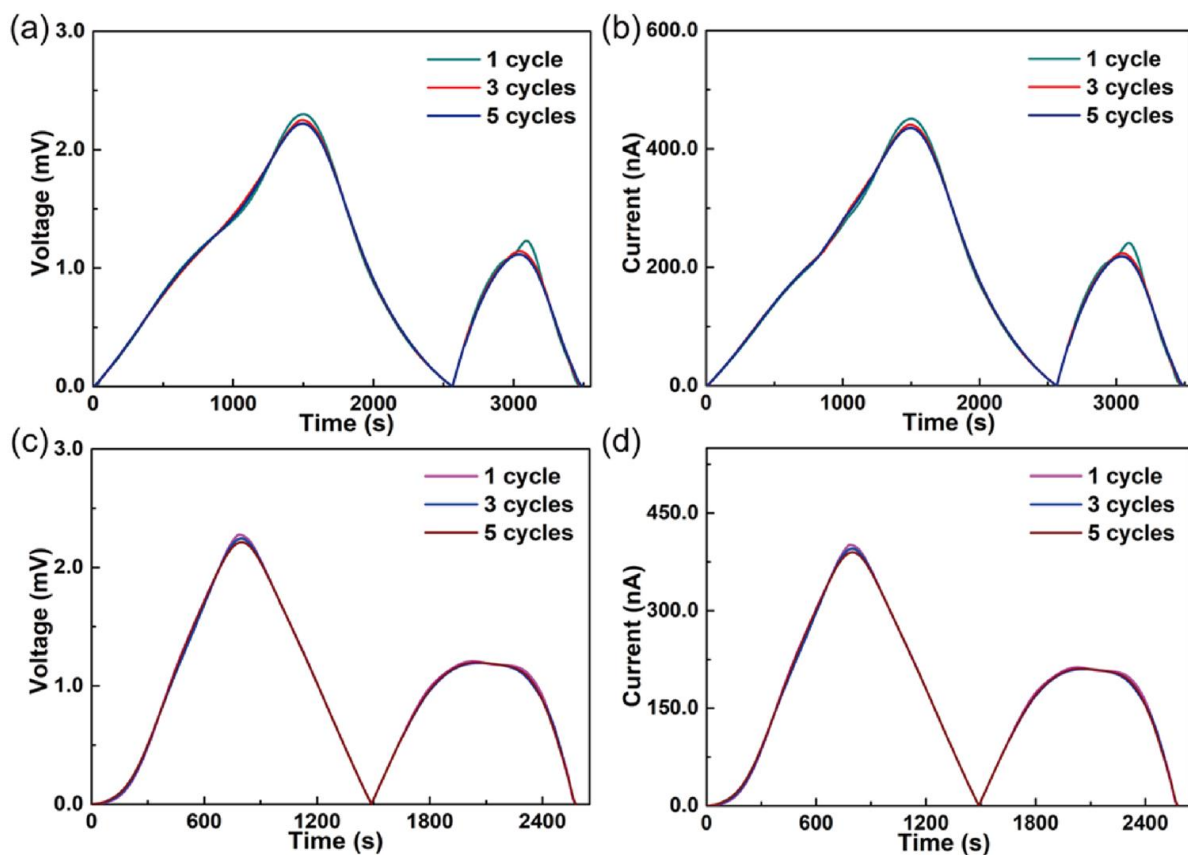 (a)
3.0
2.0
1.0
0.0
Voltage (mV)
1 cycle
3 cycles
5 cycles
0 1000 2000 3000
Time (s)
(b)
600.0
400.0
200.0
0.0
Current (nA)
1 cycle
3 cycles
5 cycles
0 1000 2000 3000
Time (s)
(c)
3.0
2.0
1.0
0.0
Voltage (mV)
1 cycle
3 cycles
5 cycles
0 600 1200 1800 2400
Time (s)
(d)
450.0
300.0
150.0
0.0
Current (nA)
1 cycle
3 cycles
5 cycles
0 600 1200 1800 2400
Time (s)